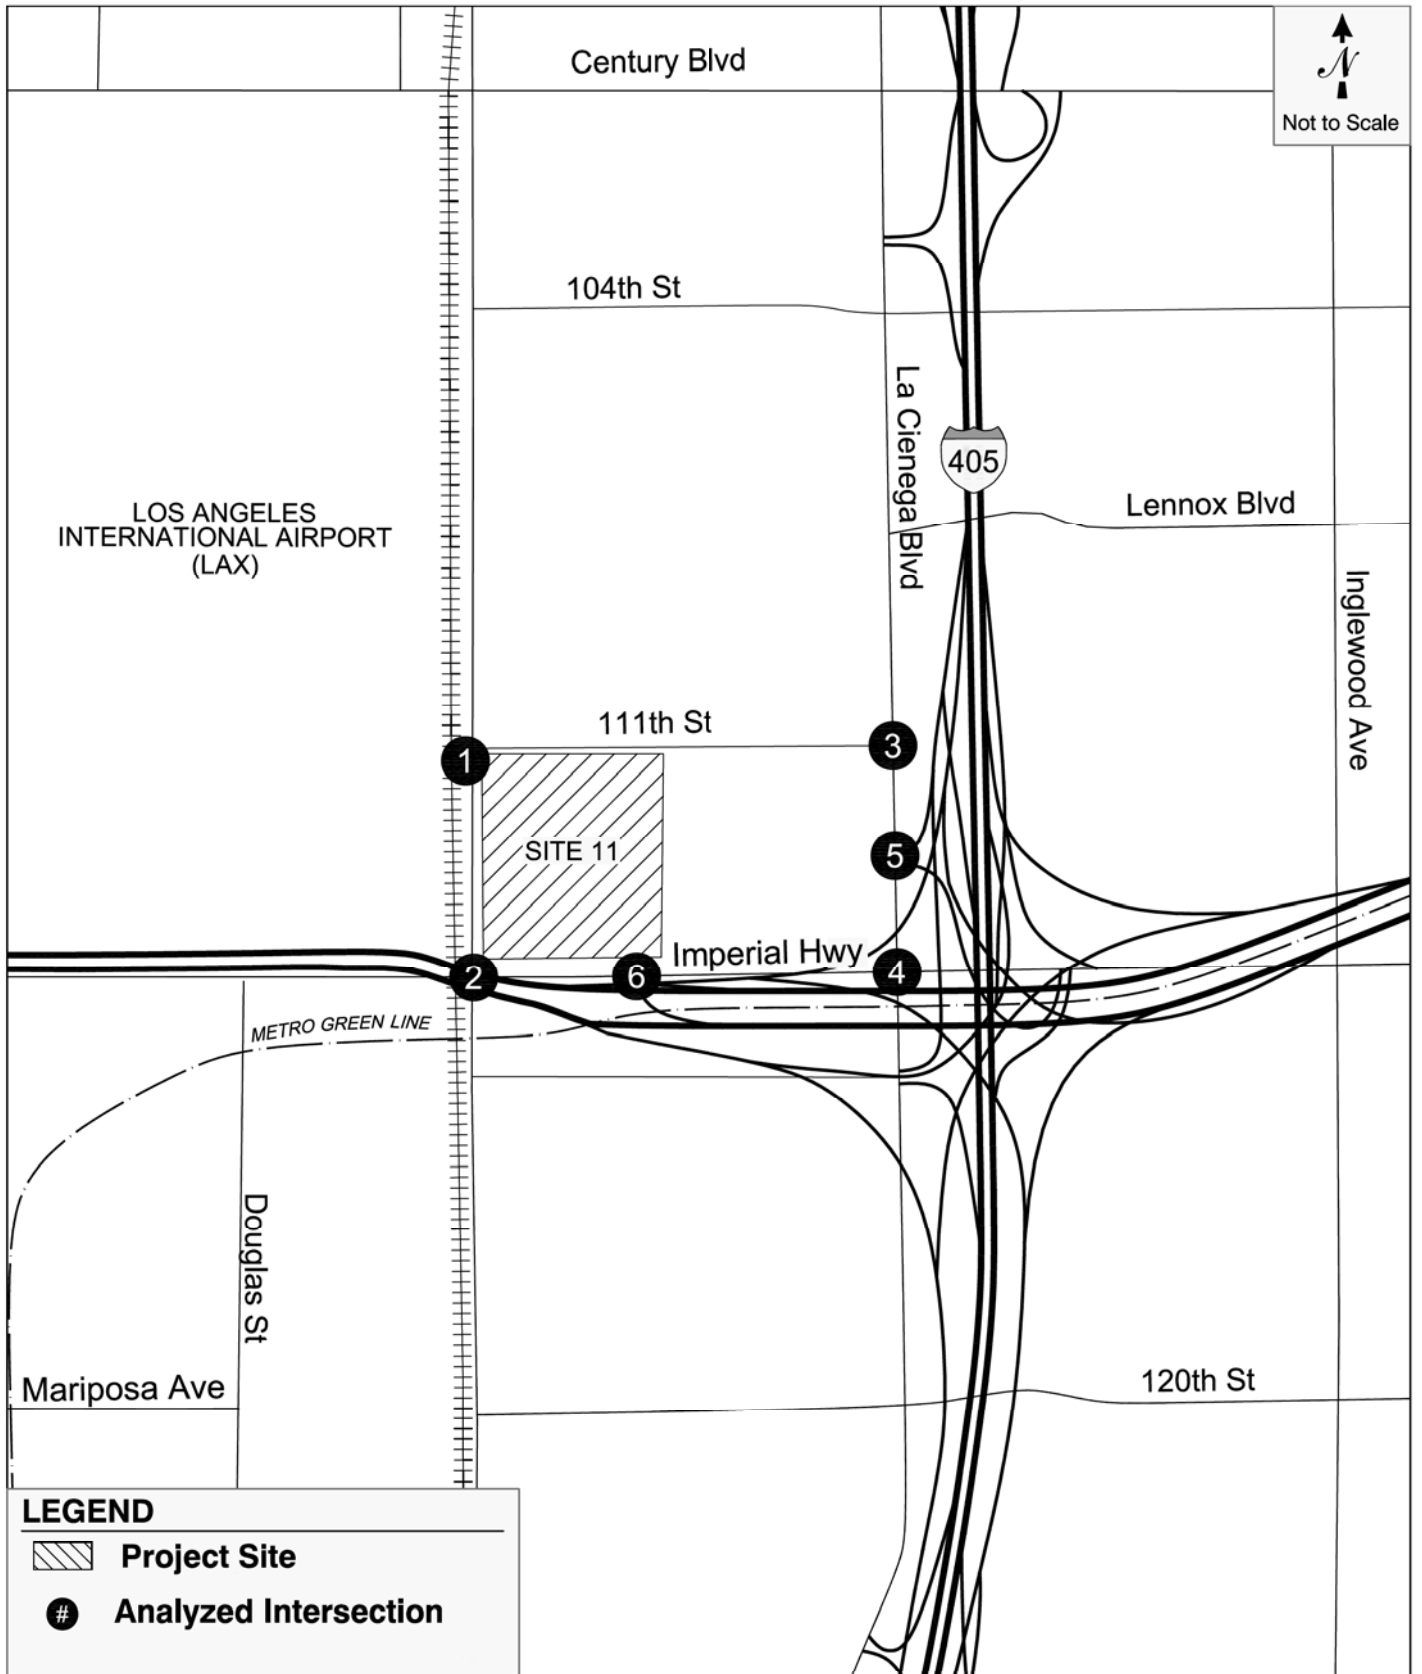 Century Blvd
N
Not to Scale
104th St
La Cienega Blvd
405
Lennox Blvd
LOS ANGELES
INTERNATIONAL AIRPORT
(LAX)
Inglewood Ave
111th St
1
3
SITE 11
5
Imperial Hwy
2
6
4
METRO GREEN LINE
Douglas St
Mariposa Ave
120th St
LEGEND
Project Site
# Analyzed Intersection